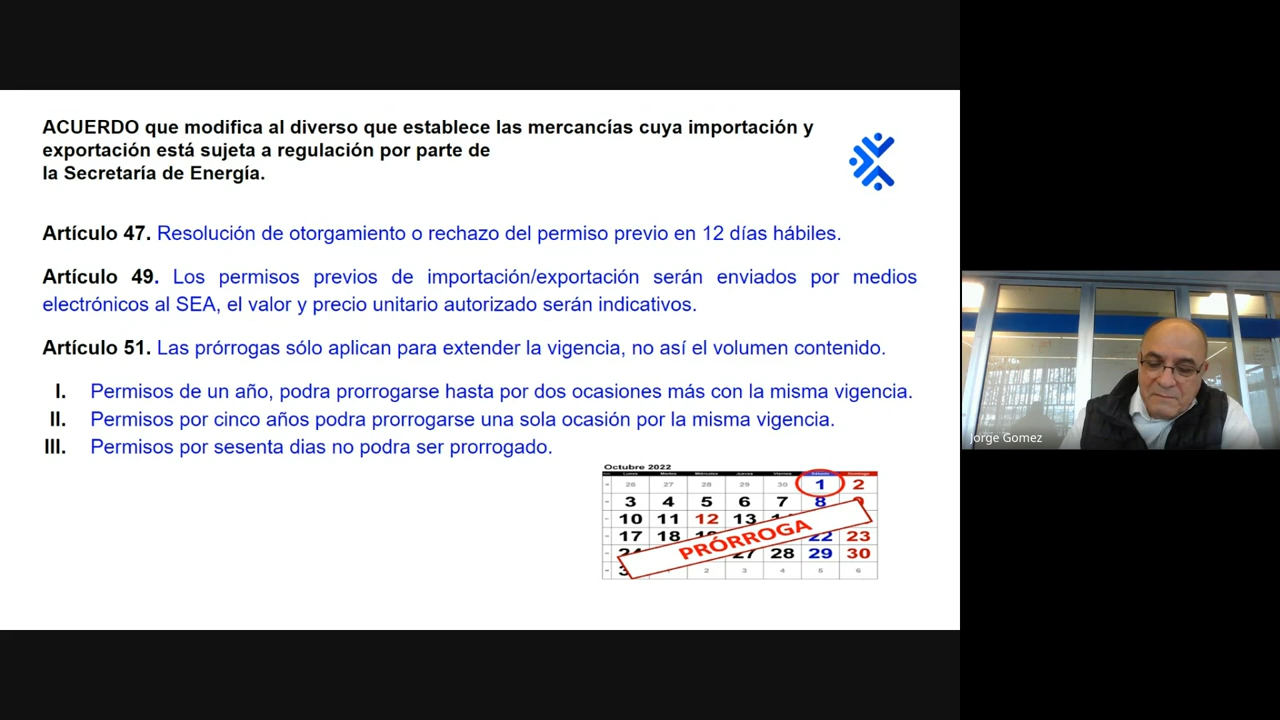 ACUERDO que modifica al diverso que establece las mercancías cuya importación y
exportación está sujeta a regulación por parte de
la Secretaría de Energía.
Artículo 47. Resolución de otorgamiento o rechazo del permiso previo en 12 días hábiles.
Artículo 49. Los permisos previos de importación/exportación serán enviados por medios
electrónicos al SEA, el valor y precio unitario autorizado serán indicativos.
Artículo 51. Las prórrogas sólo aplican para extender la vigencia, no así el volumen contenido.
I. Permisos de un año, podra prorrogarse hasta por dos ocasiones más con la misma vigencia.
II. Permisos por cinco años podra prorrogarse una sola ocasión por la misma vigencia.
III. Permisos por sesenta dias no podra ser prorrogado.
Octubre 2022
Lunes Martes Miércoles Jueves Viernes Sábado Domingo
26 27 28 29 30 1 2
3 4 5 6 7 8
10 11 12 13
17 18 22 23
27 28 29 30
2 3 4 5 6
PRÓRROGA
Jorge Gomez